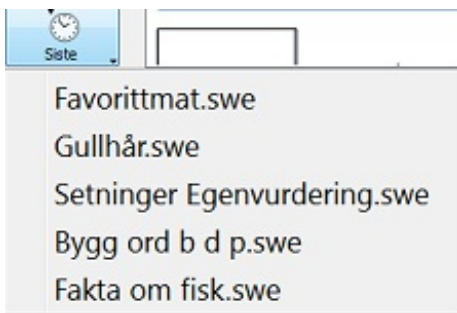 Siste
Favorittmat.swe
Gullhår.swe
Setninger Egenvurdering.swe
Bygg ord b d p.swe
Fakta om fisk.swe